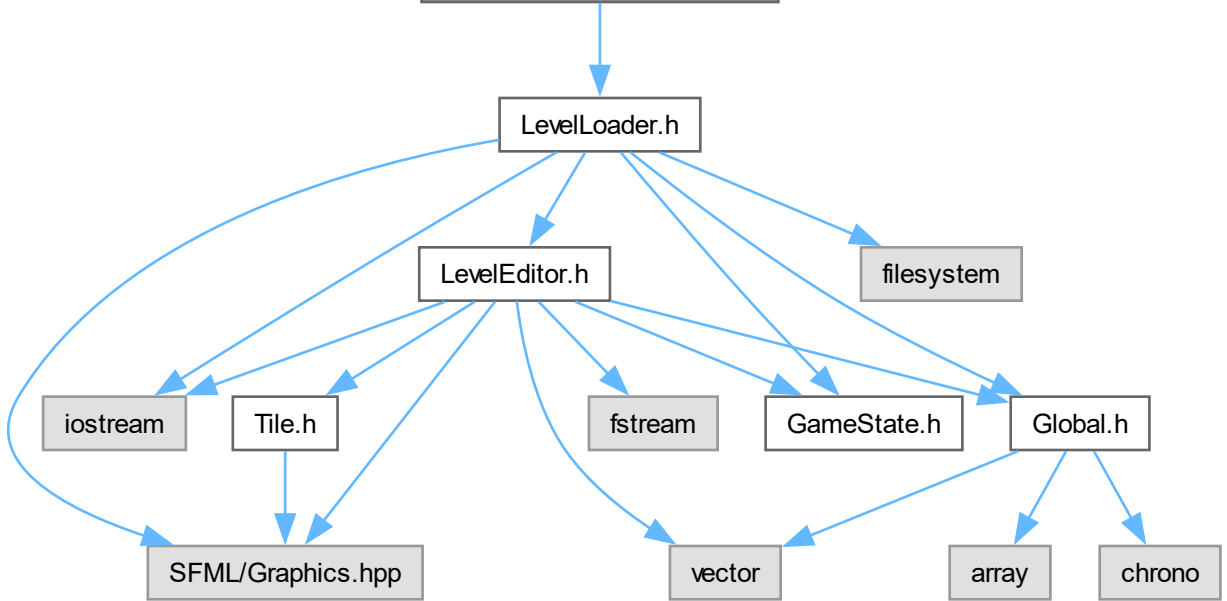 LevelLoader.h
LevelEditor.h
filesystem
iostream
Tile.h
fstream
GameState.h
Global.h
SFML/Graphics.hpp
vector
array
chrono